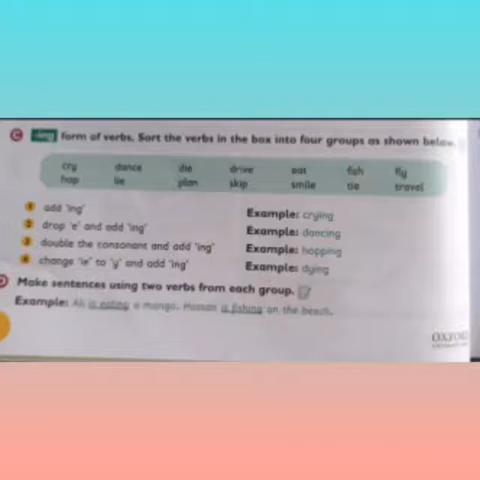 C -ing form of verbs. Sort the verbs in the box into four groups as shown below.
cry dance die drive eat fish fly
hop lie plan skip smile tie travel
1 add 'ing' Example: crying
2 drop 'e' and add 'ing' Example: dancing
3 double the consonant and add 'ing' Example: hopping
4 change 'ie' to 'y' and add 'ing' Example: dying
D Make sentences using two verbs from each group.
Example: Ali is eating a mango. Hassan is fishing on the beach.
OXFORD